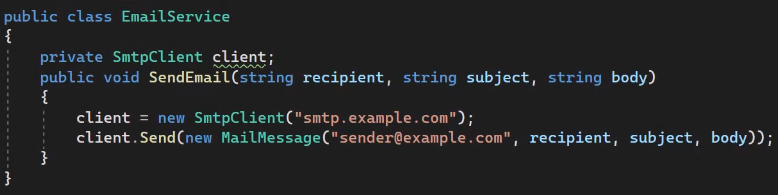 public class EmailService
{
private SmtpClient client;
public void SendEmail(string recipient, string subject, string body)
{
client = new SmtpClient("smtp.example.com");
client.Send(new MailMessage("sender@example.com", recipient, subject, body));
}
}